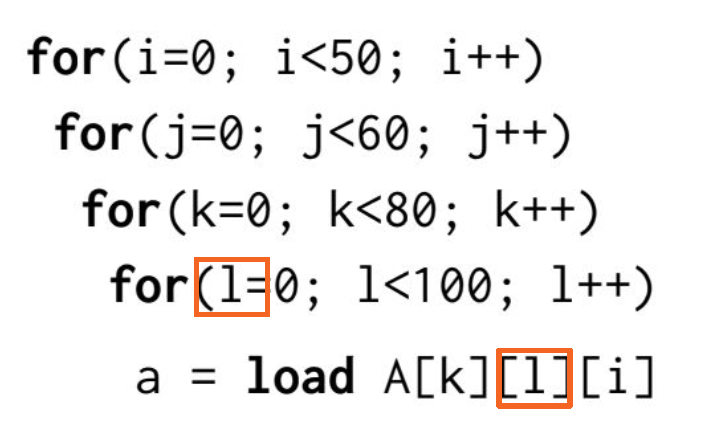 for(i=0; i<50; i++)
for(j=0; j<60; j++)
for(k=0; k<80; k++)
for(l=0; l<100; l++)
a = load A[k][l][i]